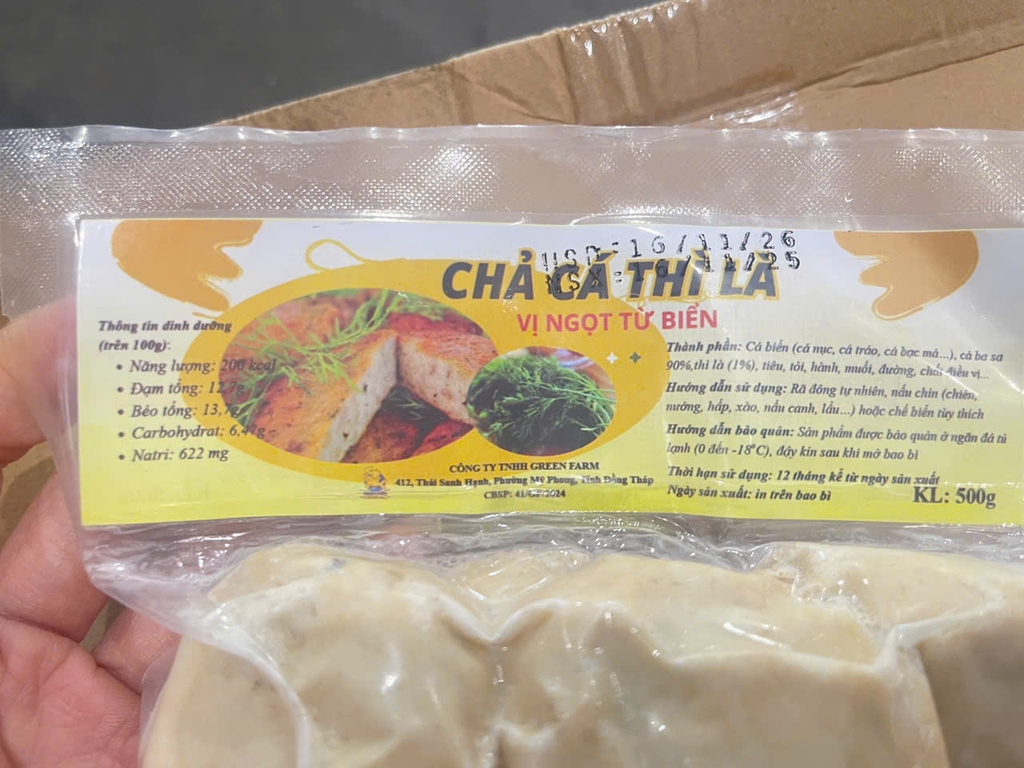 HSD:16/11/26
NSX:16/11/25
CHẢ CÁ THÌ LÀ
VỊ NGỌT TỪ BIỂN
Thông tin dinh dưỡng
(trên 100g):
• Năng lượng: 200 kcal
• Đạm tổng: 12,7g
• Béo tổng: 13,7g
• Carbohydrat: 6,47g
• Natri: 622 mg
CÔNG TY TNHH GREEN FARM
412, Thái Sanh Hạnh, Phường Mỹ Phong, Tỉnh Đồng Tháp
CBSP: 2024
Thành phần: Cá biển (cá mục, cá tráo, cá bạc má...), cá ba sa
90%,thì là (1%), tiêu, tỏi, hành, muối, đường, chất điều vị...
Hướng dẫn sử dụng: Rã đông tự nhiên, nấu chín (chiên,
nướng, hấp, xào, nấu canh, lẩu...) hoặc chế biến tùy thích
Hướng dẫn bảo quản: Sản phẩm được bảo quản ở ngăn đá tủ
lạnh (0 đến -18°C), đậy kín sau khi mở bao bì
Thời hạn sử dụng: 12 tháng kể từ ngày sản xuất
Ngày sản xuất: in trên bao bì
KL: 500g